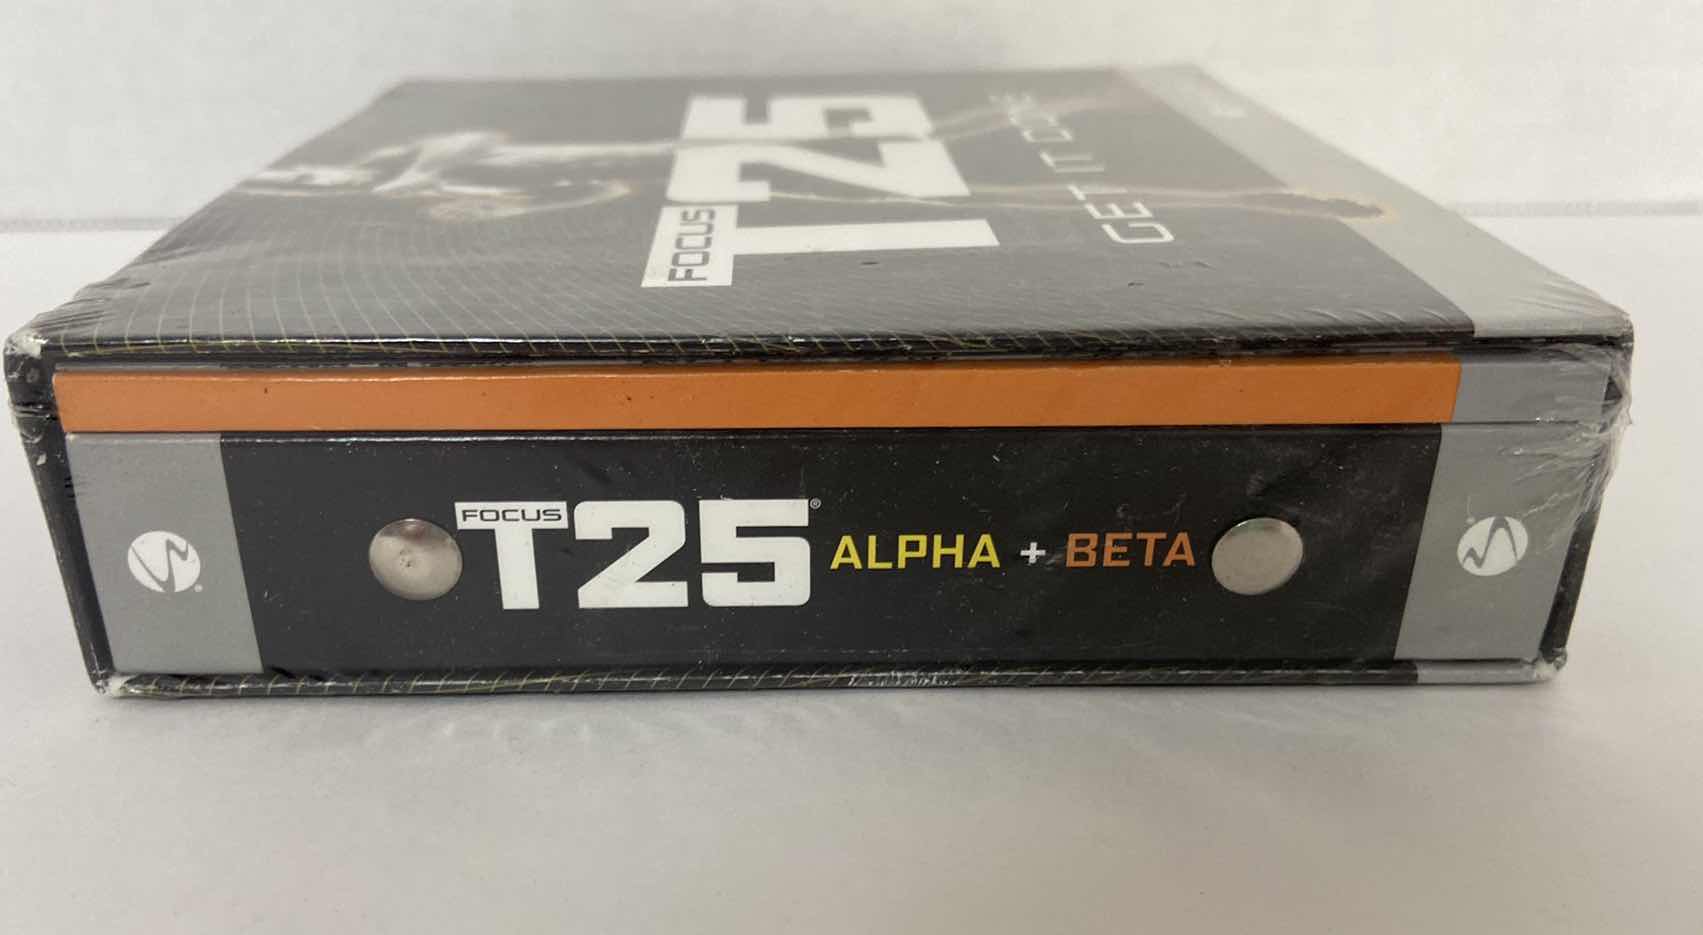 FOCUS
T25
GET IT DONE
FOCUS
T25® ALPHA + BETA